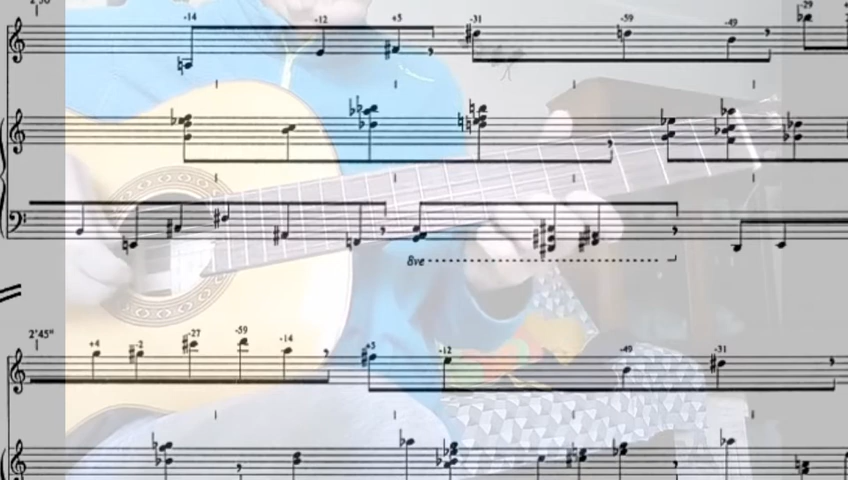 -14 -12 +5 -31 -59 -49 -29
8ve
2'45"
+4 -2 -27 -59 -14 +5 -12 -49 -31